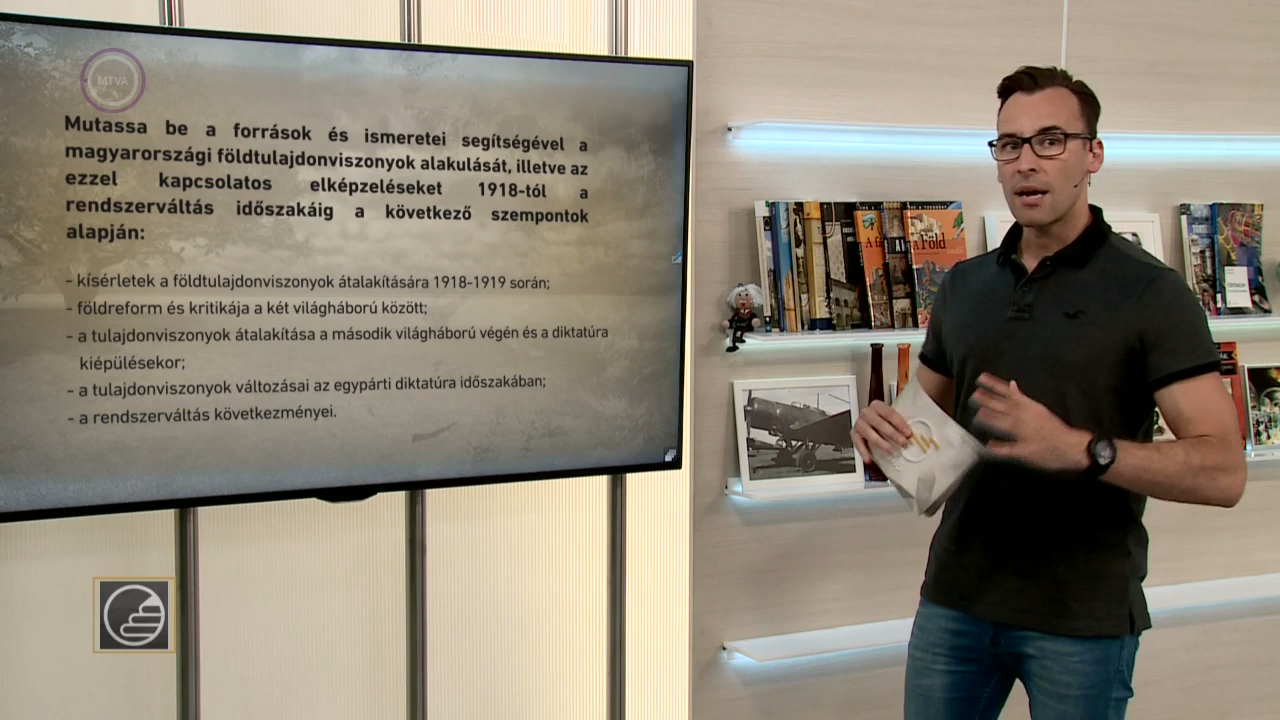 MTVA
Mutassa be a források és ismeretei segítségével a
magyarországi földtulajdonviszonyok alakulását, illetve az
ezzel kapcsolatos elképzeléseket 1918-tól a
rendszerváltás időszakáig a következő szempontok
alapján:
- kísérletek a földtulajdonviszonyok átalakítására 1918-1919 során;
- földreform és kritikája a két világháború között;
- a tulajdonviszonyok átalakítása a második világháború végén és a diktatúra
kiépülésekor;
- a tulajdonviszonyok változásai az egypárti diktatúra időszakában;
- a rendszerváltás következményei.
A Föld